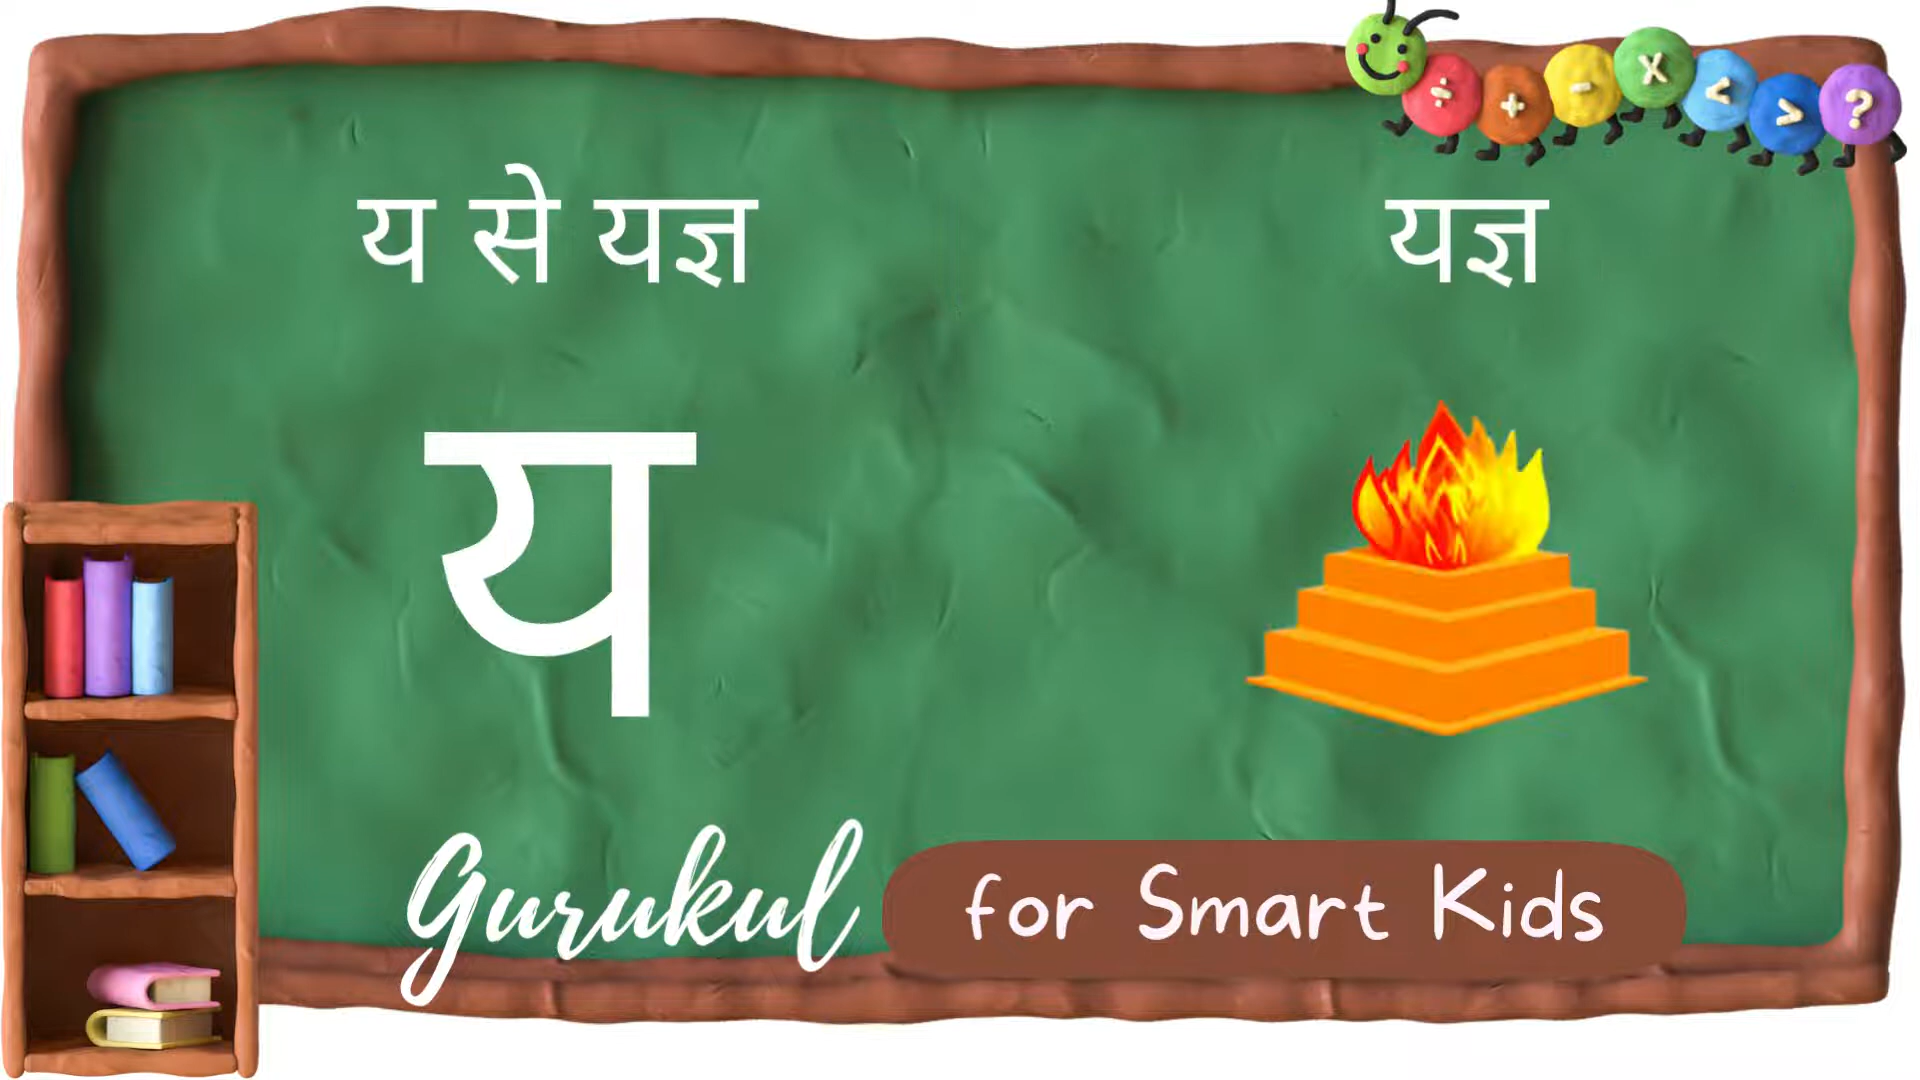 ÷ + - x < > ?
य से यज्ञ
यज्ञ
य
Gurukul for Smart Kids